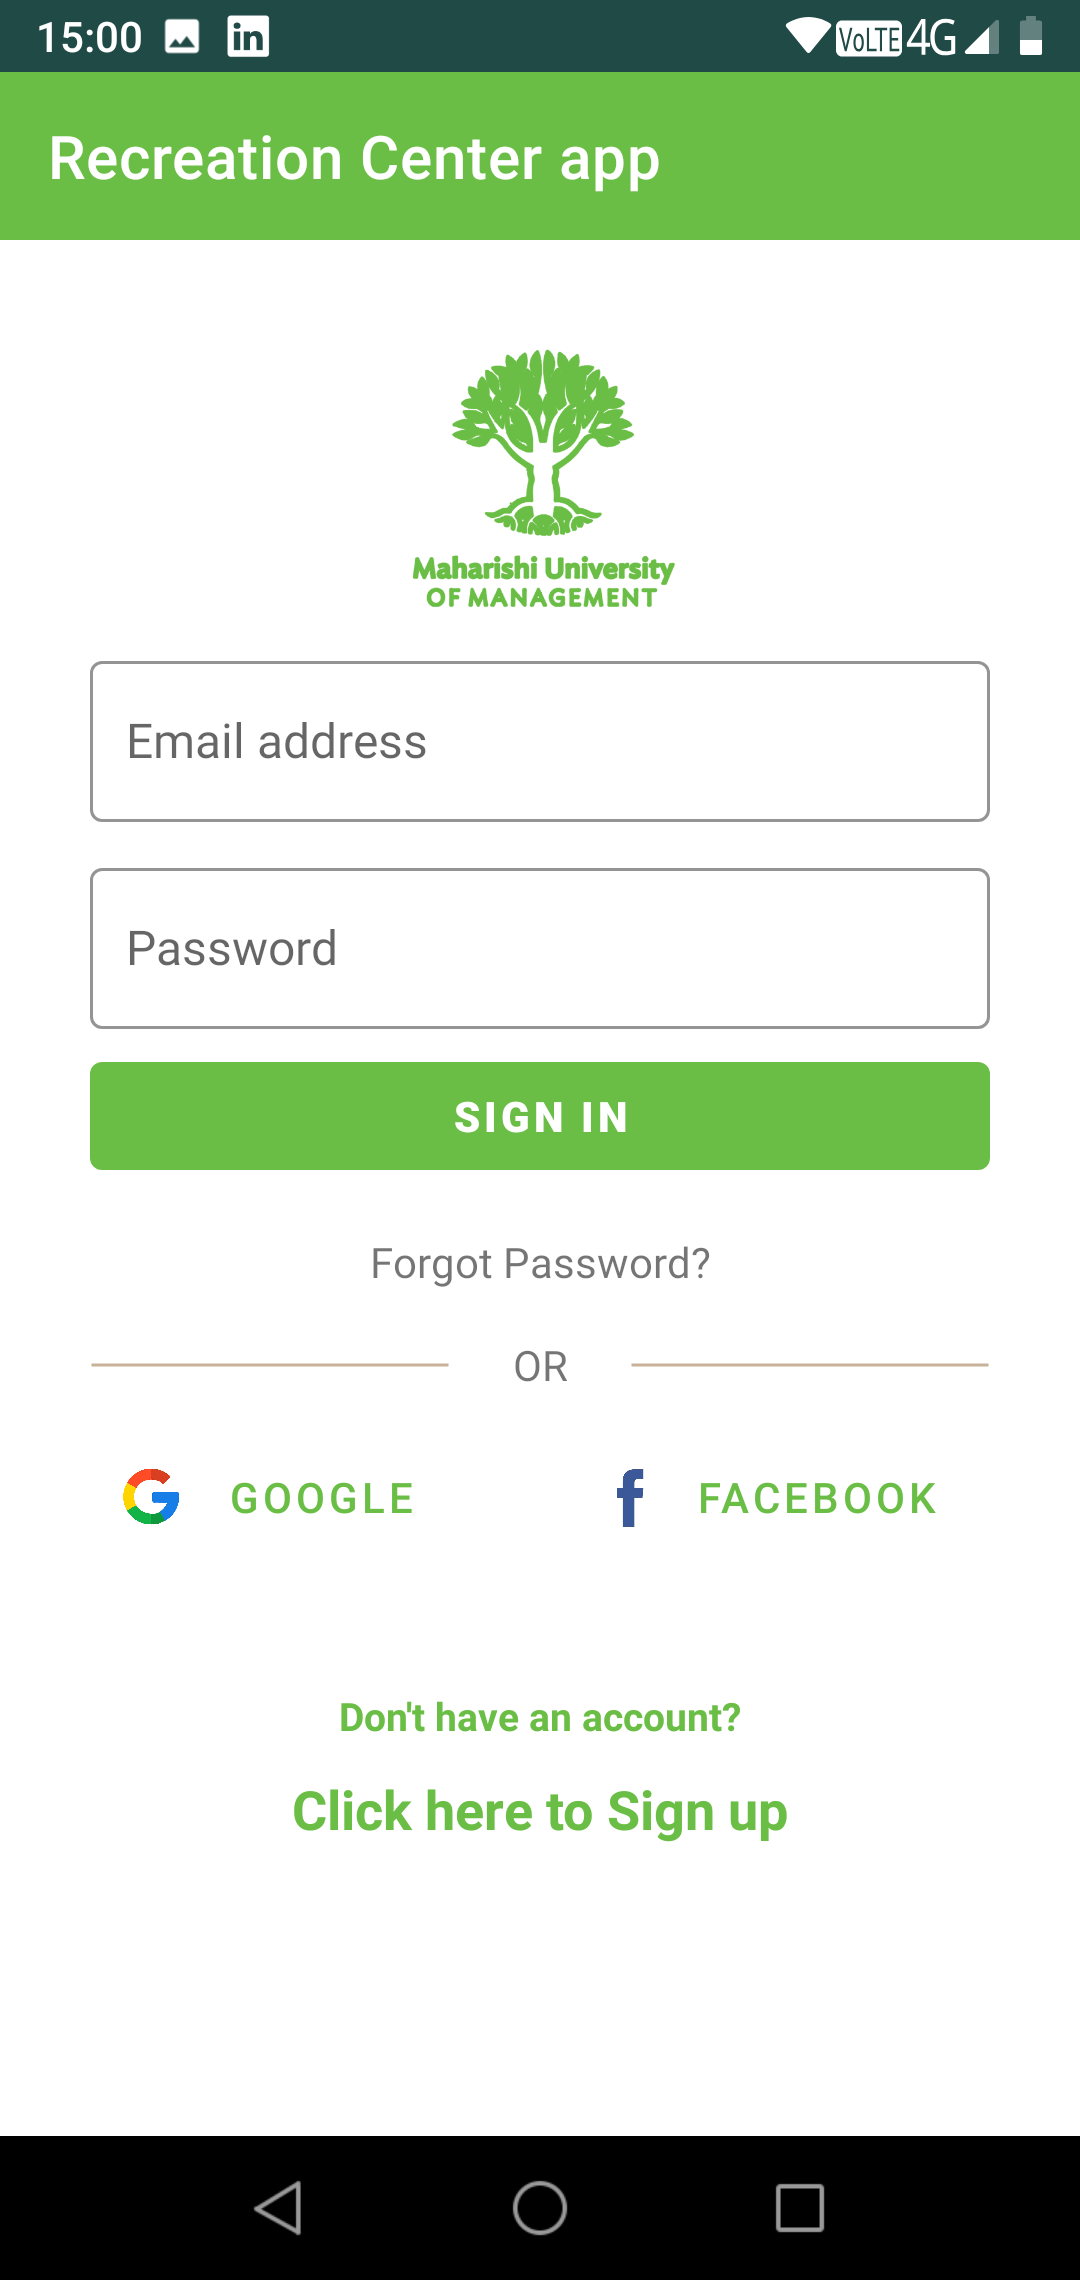 15:00 in VoLTE 4G
Recreation Center app
Maharishi University
OF MANAGEMENT
Email address
Password
SIGN IN
Forgot Password?
OR
GOOGLE FACEBOOK
Don't have an account?
Click here to Sign up